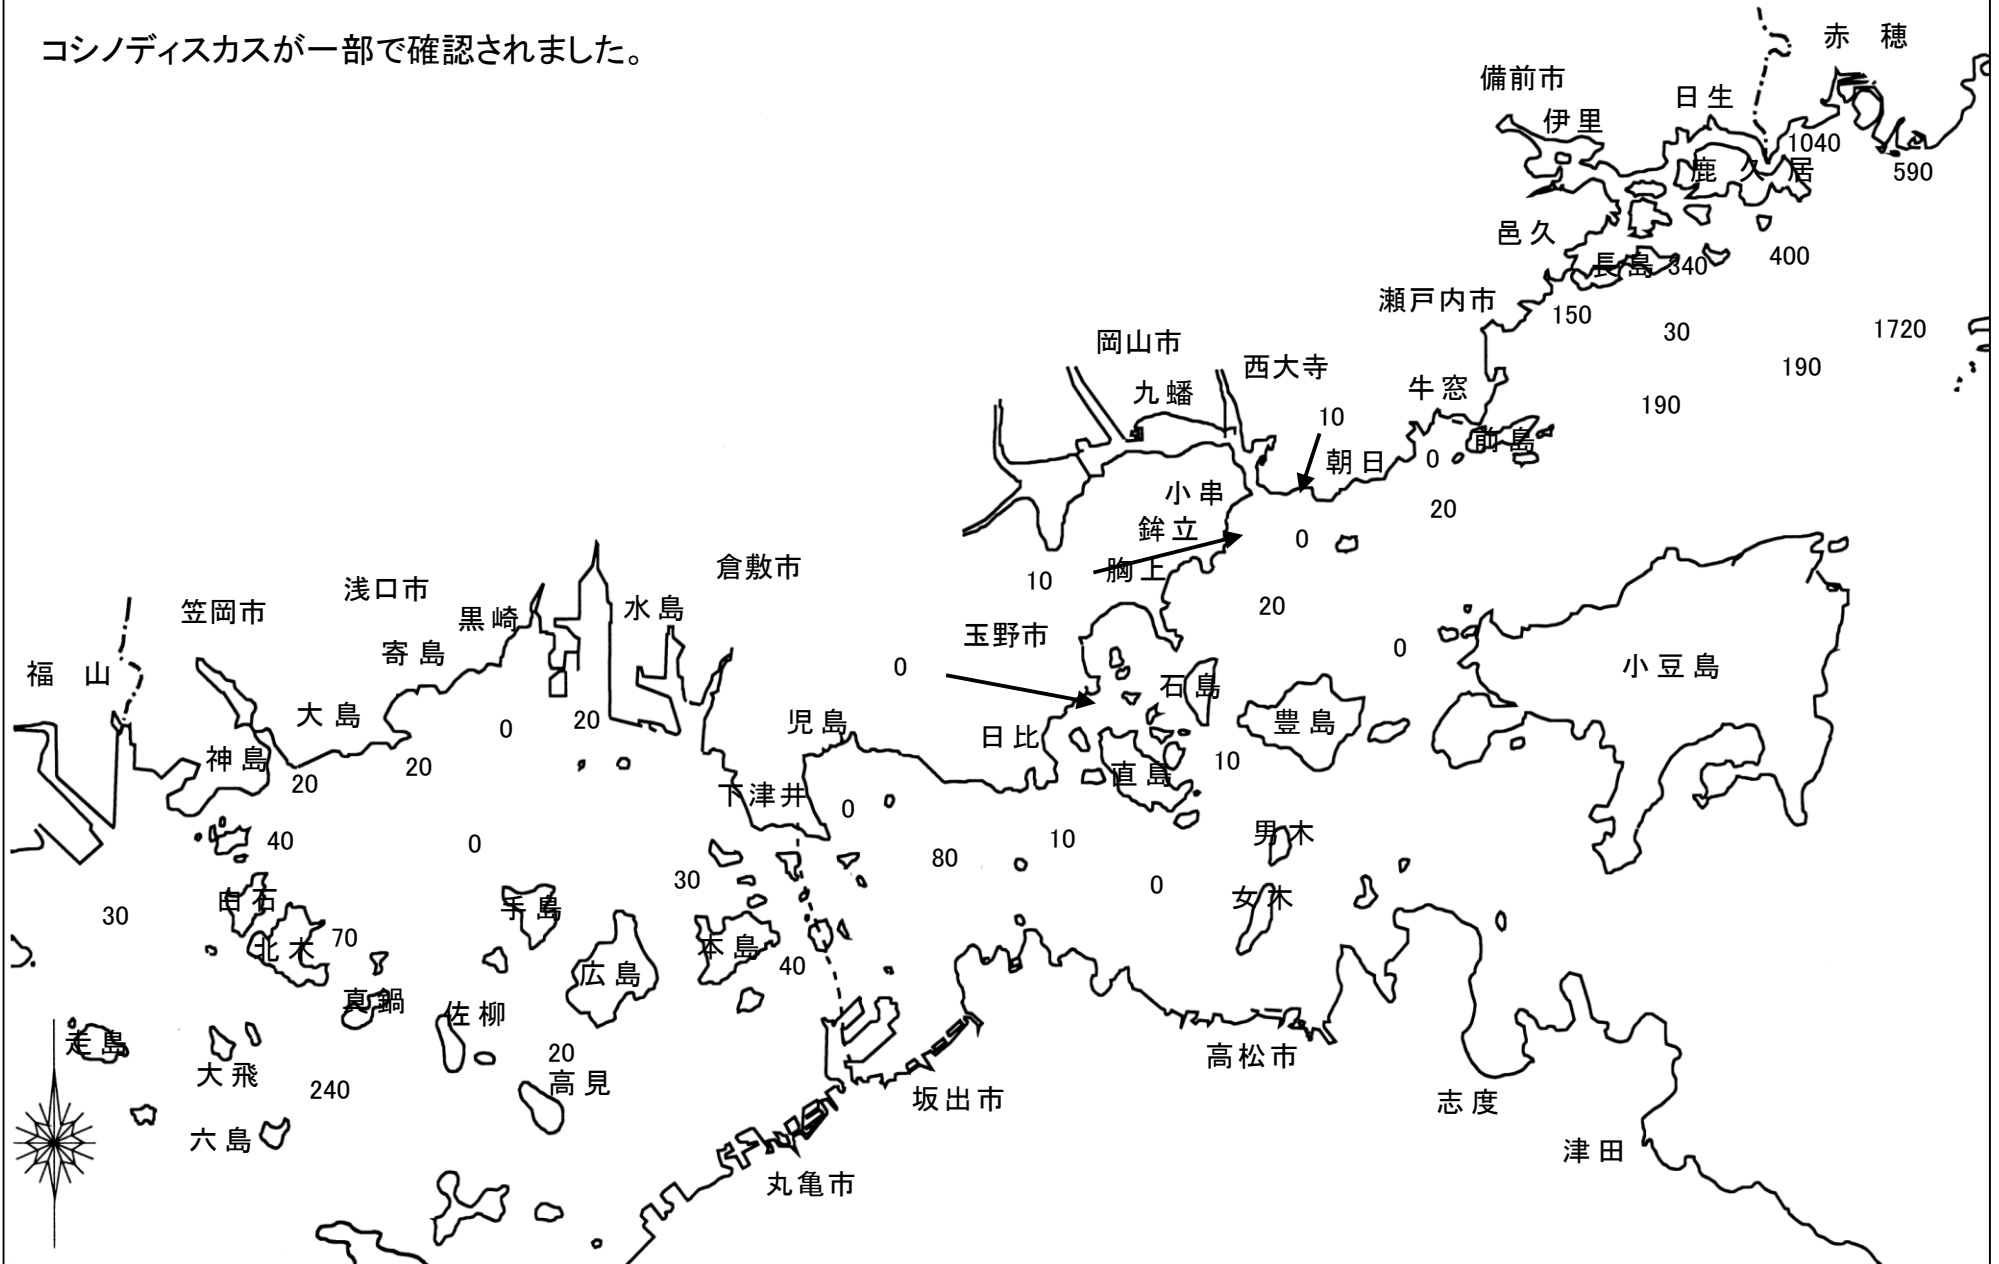 コシノディスカスが一部で確認されました。
赤　穂
備前市
日生
伊里
1040
鹿久居
590
邑久
400
長島 340
瀬戸内市
150
30
1720
岡山市
西大寺
190
九蟠
牛窓
190
10
前島
朝日
0
小串
20
鉾立
0
倉敷市
胸上
10
浅口市
20
笠岡市
水島
黒崎
玉野市
0
寄島
0
小豆島
福　山
石島
大島
20
児島
豊島
0
日比
神島
10
20
直島
20
下津井
0
男木
40
0
10
80
30
0
白石
女木
手島
30
70
本島
北木
40
広島
真鍋
佐柳
走島
20
高松市
大飛
高見
240
坂出市
志度
六島
津田
丸亀市